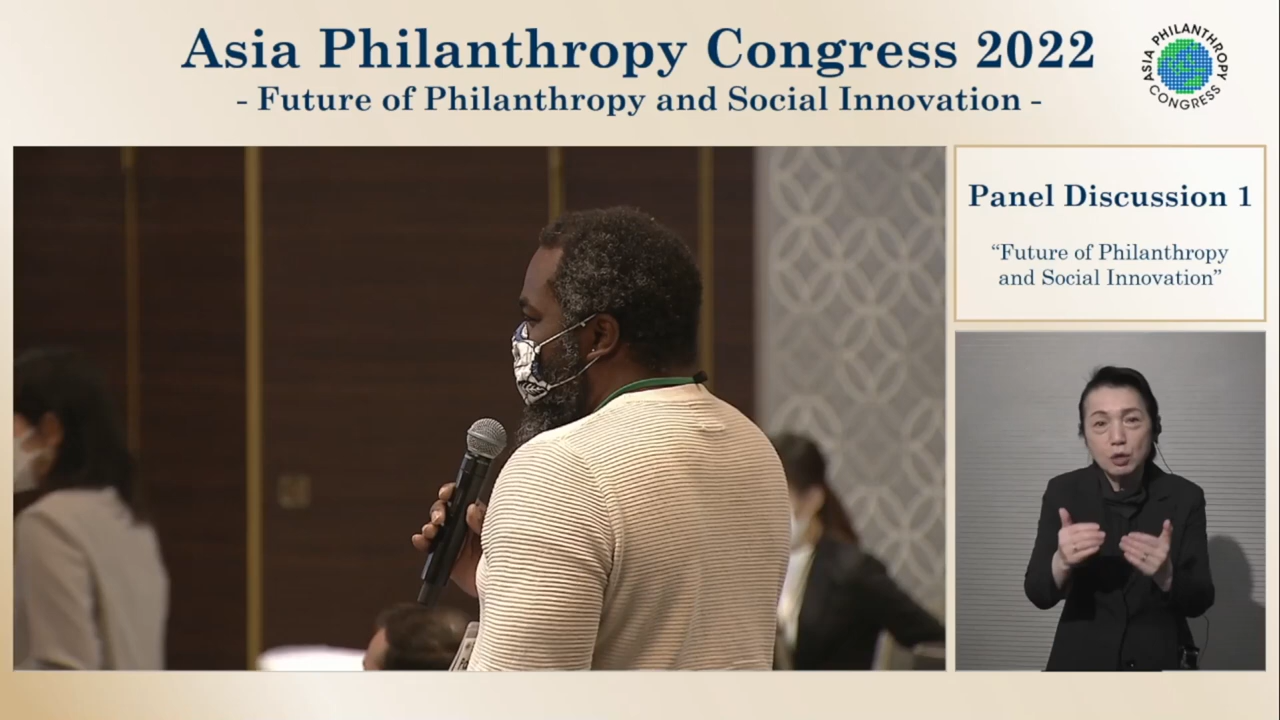 Asia Philanthropy Congress 2022
- Future of Philanthropy and Social Innovation -
ASIA PHILANTHROPY
CONGRESS
Panel Discussion 1
“Future of Philanthropy
and Social Innovation”